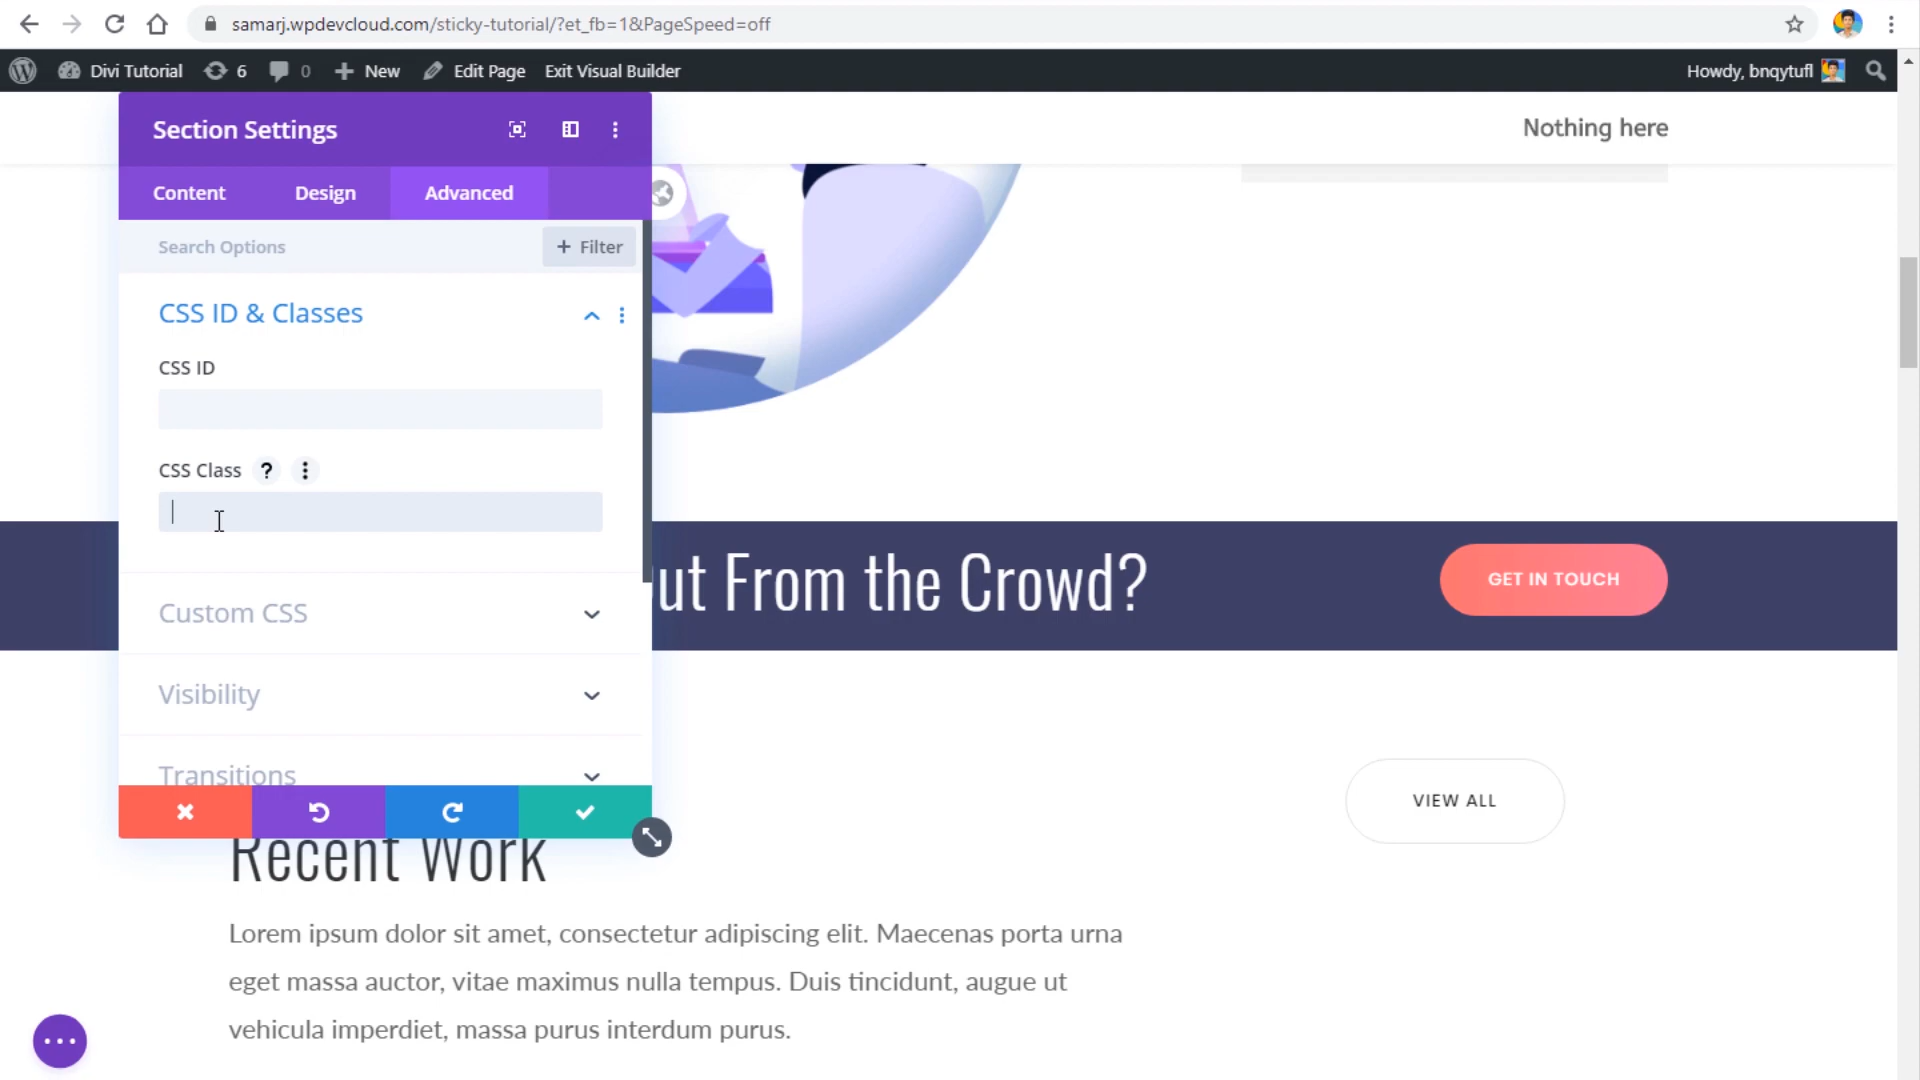 samarj.wpdevcloud.com/sticky-tutorial/?et_fb=1&PageSpeed=off
Divi Tutorial
6
0
New
Edit Page
Exit Visual Builder
Howdy, bnqytufl
Nothing here
Section Settings
Content
Design
Advanced
Search Options
+ Filter
CSS ID & Classes
CSS ID
CSS Class ?
Custom CSS
Visibility
Transitions
ut From the Crowd?
GET IN TOUCH
VIEW ALL
Recent Work
Lorem ipsum dolor sit amet, consectetur adipiscing elit. Maecenas porta urna
eget massa auctor, vitae maximus nulla tempus. Duis tincidunt, augue ut
vehicula imperdiet, massa purus interdum purus.